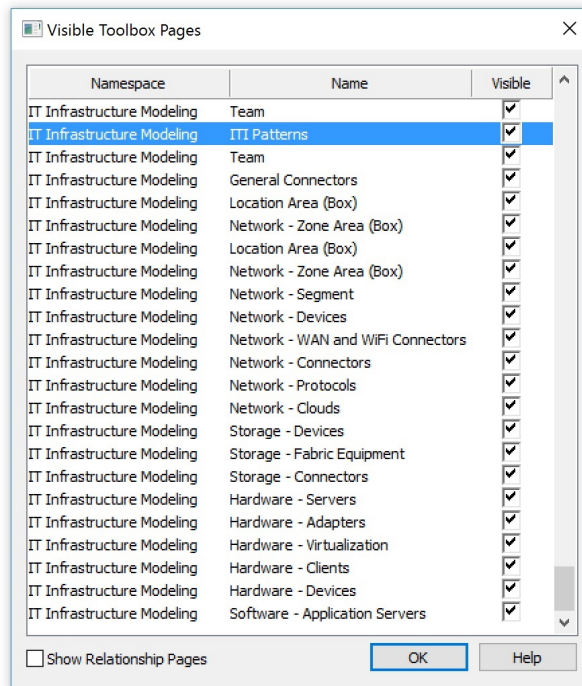 Visible Toolbox Pages
Namespace Name Visible
IT Infrastructure Modeling Team
IT Infrastructure Modeling ITI Patterns
IT Infrastructure Modeling Team
IT Infrastructure Modeling General Connectors
IT Infrastructure Modeling Location Area (Box)
IT Infrastructure Modeling Network - Zone Area (Box)
IT Infrastructure Modeling Location Area (Box)
IT Infrastructure Modeling Network - Zone Area (Box)
IT Infrastructure Modeling Network - Segment
IT Infrastructure Modeling Network - Devices
IT Infrastructure Modeling Network - WAN and WiFi Connectors
IT Infrastructure Modeling Network - Connectors
IT Infrastructure Modeling Network - Protocols
IT Infrastructure Modeling Network - Clouds
IT Infrastructure Modeling Storage - Devices
IT Infrastructure Modeling Storage - Fabric Equipment
IT Infrastructure Modeling Storage - Connectors
IT Infrastructure Modeling Hardware - Servers
IT Infrastructure Modeling Hardware - Adapters
IT Infrastructure Modeling Hardware - Virtualization
IT Infrastructure Modeling Hardware - Clients
IT Infrastructure Modeling Hardware - Devices
IT Infrastructure Modeling Software - Application Servers
Show Relationship Pages OK Help